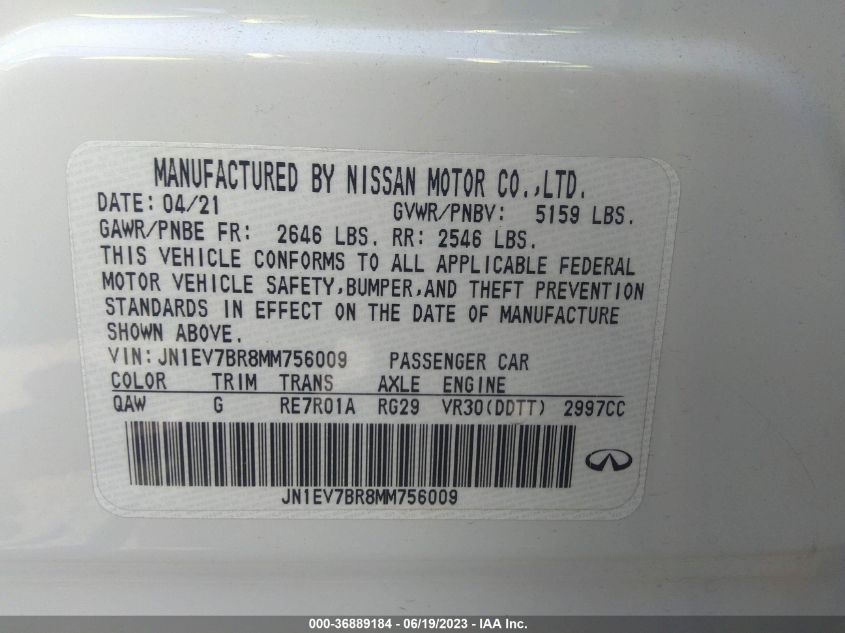 MANUFACTURED BY NISSAN MOTOR CO.,LTD.
DATE: 04/21 GVWR/PNBV: 5159 LBS.
GAWR/PNBE FR: 2646 LBS. RR: 2546 LBS.
THIS VEHICLE CONFORMS TO ALL APPLICABLE FEDERAL
MOTOR VEHICLE SAFETY,BUMPER,AND THEFT PREVENTION
STANDARDS IN EFFECT ON THE DATE OF MANUFACTURE
SHOWN ABOVE.
VIN:JN1EV7BR8MM756009 PASSENGER CAR
COLOR TRIM TRANS AXLE ENGINE
QAW G RE7R01A RG29 VR30(DDTT) 2997CC
JN1EV7BR8MM756009
000-36889184 - 06/19/2023 - IAA Inc.